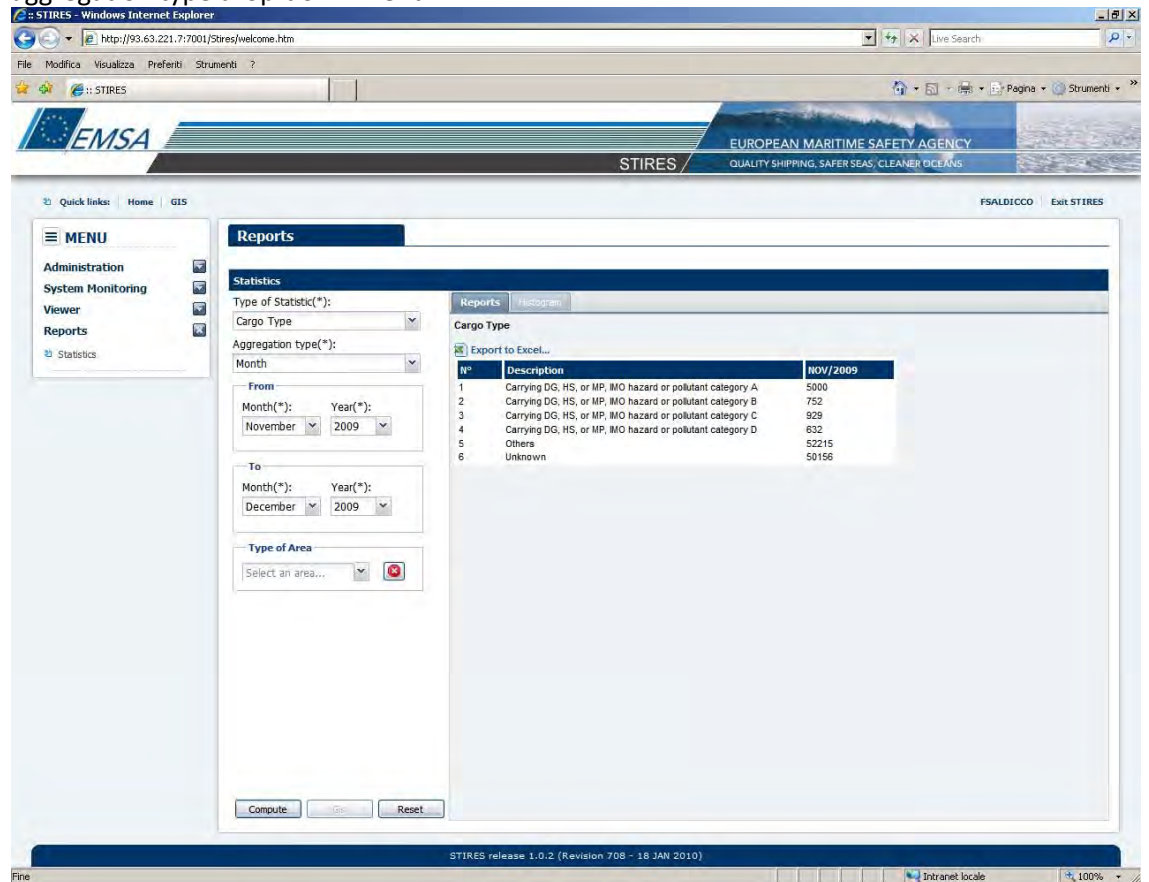 :: STIRES - Windows Internet Explorer
http://93.63.221.7:7001/Stires/welcome.htm
Live Search
File Modifica Visualizza Preferiti Strumenti ?
:: STIRES
Pagina Strumenti
EMSA
STIRES
EUROPEAN MARITIME SAFETY AGENCY
QUALITY SHIPPING, SAFER SEAS, CLEANER OCEANS
Quick links: Home GIS
FSALDICCO Exit STIRES
MENU
Administration
System Monitoring
Viewer
Reports
Statistics
Reports
Statistics
Type of Statistic(*):
Cargo Type
Aggregation type(*):
Month
From
Month(*): Year(*):
November 2009
To
Month(*): Year(*):
December 2009
Type of Area
Select an area...
Compute Reset
Reports Histogram
Cargo Type
Export to Excel...
N° Description NOV/2009
1 Carrying DG, HS, or MP, IMO hazard or pollutant category A 5000
2 Carrying DG, HS, or MP, IMO hazard or pollutant category B 752
3 Carrying DG, HS, or MP, IMO hazard or pollutant category C 929
4 Carrying DG, HS, or MP, IMO hazard or pollutant category D 632
5 Others 52215
6 Unknown 50156
STIRES release 1.0.2 (Revision 708 - 18 JAN 2010)
Fine Intranet locale 100%